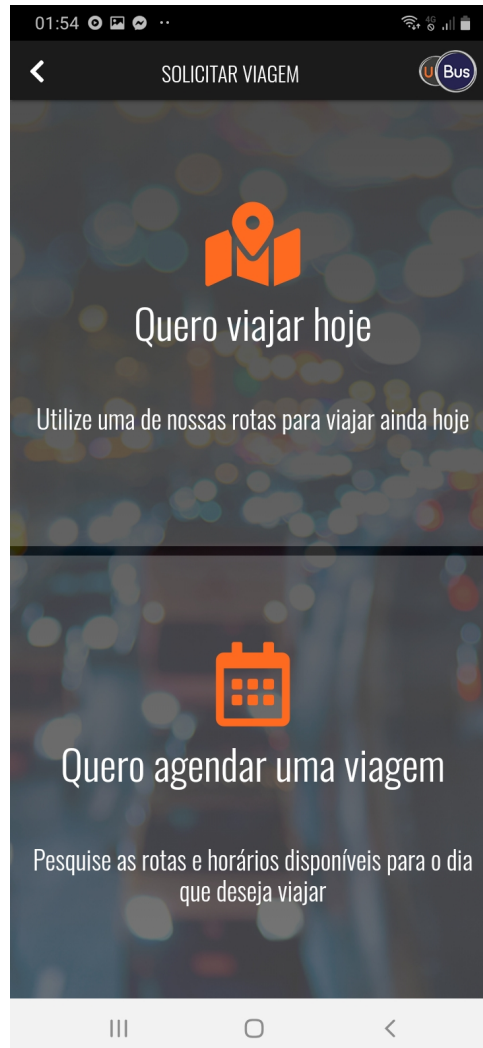 01:54
4G
SOLICITAR VIAGEM
U Bus
Quero viajar hoje
Utilize uma de nossas rotas para viajar ainda hoje
Quero agendar uma viagem
Pesquise as rotas e horários disponíveis para o dia
que deseja viajar